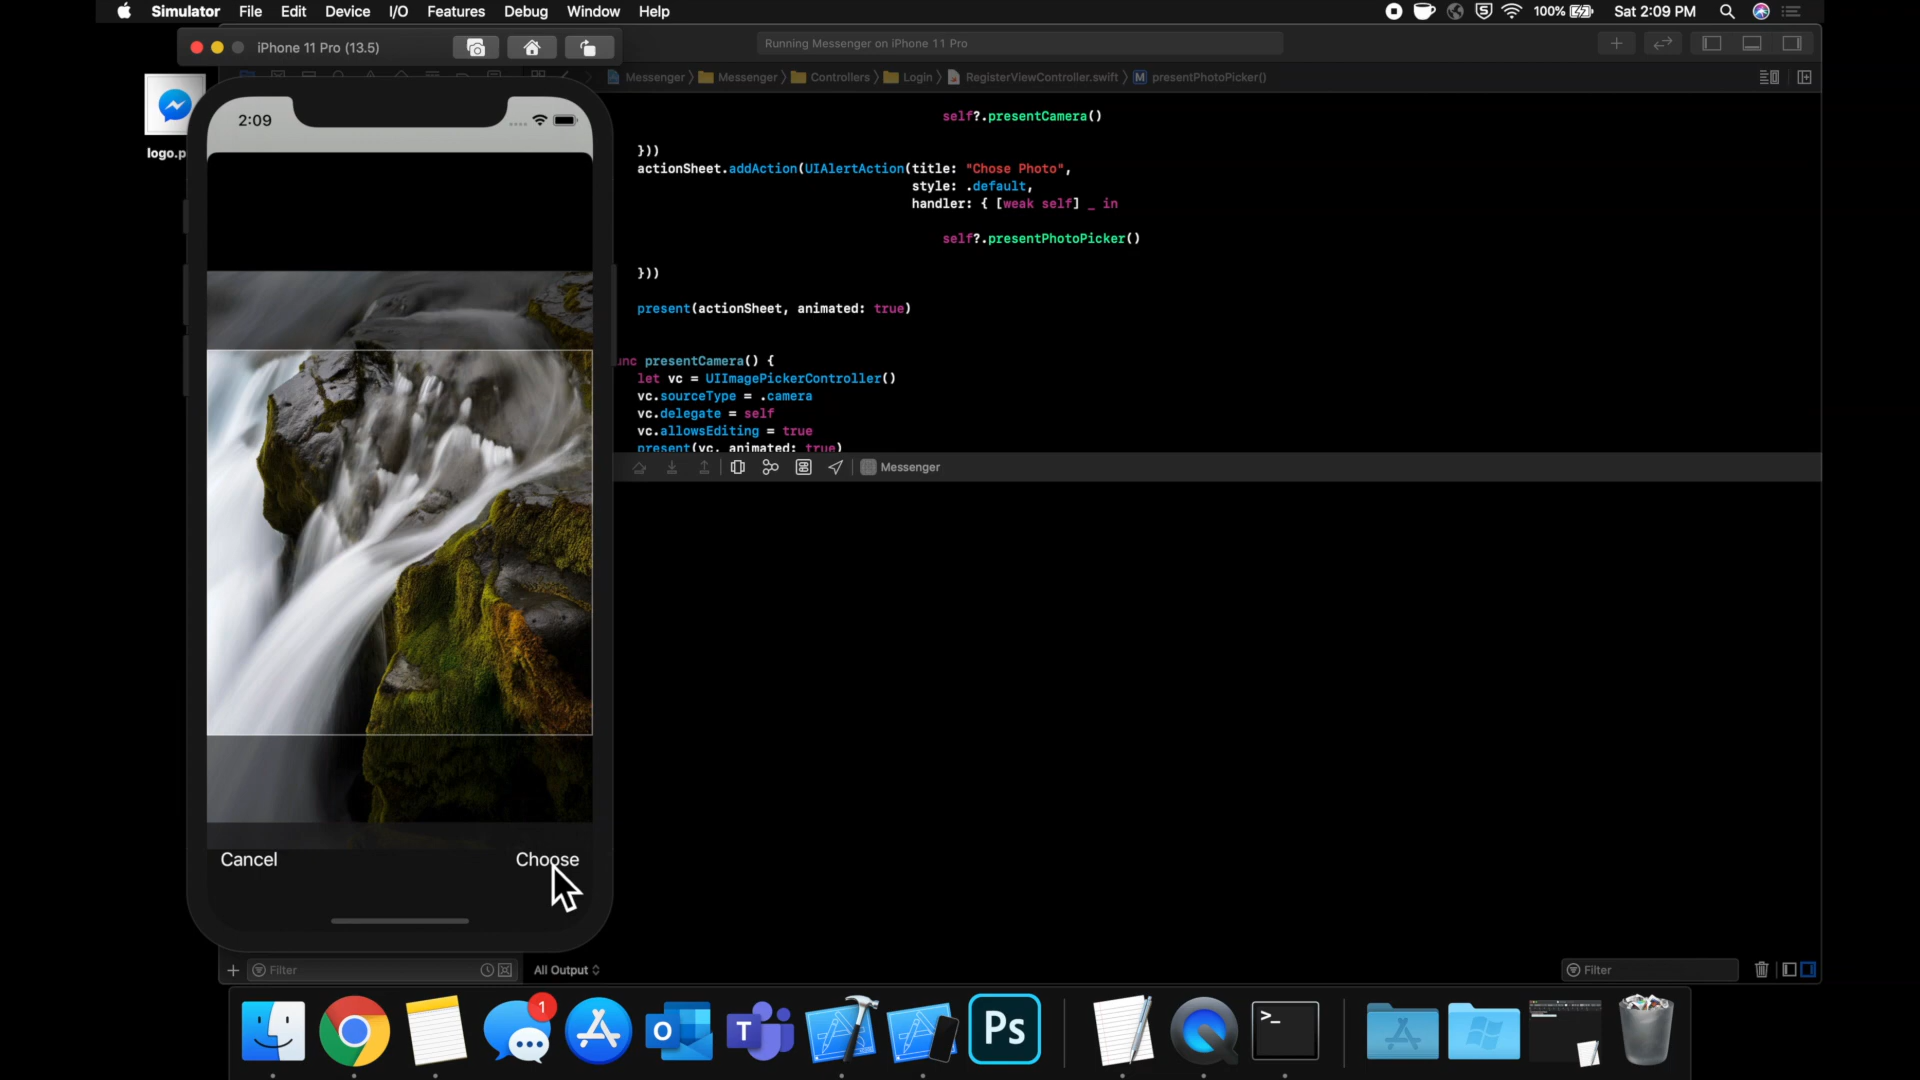 Simulator File Edit Device I/O Features Debug Window Help
5
100%
Sat 2:09 PM
iPhone 11 Pro (13.5)
Running Messenger on iPhone 11 Pro
Messenger
Messenger
Controllers
Login
RegisterViewController.swift
M presentPhotoPicker()
logo.p
2:09
self?.presentCamera()
}))
actionSheet.addAction(UIAlertAction(title: "Chose Photo",
style: .default,
handler: { [weak self] _ in
self?.presentPhotoPicker()
}))
present(actionSheet, animated: true)
unc presentCamera() {
let vc = UIImagePickerController()
vc.sourceType = .camera
vc.delegate = self
vc.allowsEditing = true
present(vc, animated: true)
Messenger
Cancel
Choose
Filter
All Output
Filter
1
O
T
Ps
>_